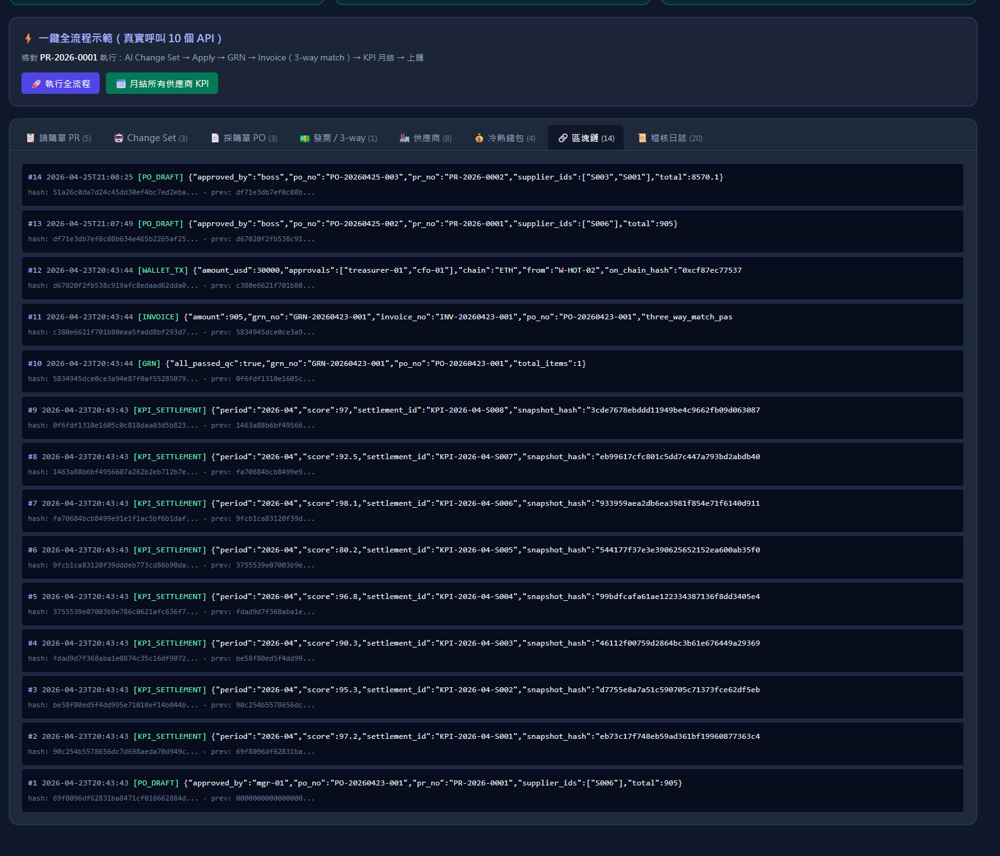 ⚡ 一鍵全流程示範 ( 真實呼叫 10 個 API )
將對 PR-2026-0001 執行：AI Change Set → Apply → GRN → Invoice ( 3-way match ) → KPI 月結 → 上鏈
🚀 執行全流程
🗓️ 月結所有供應商 KPI
📋 請購單 PR (5)
🤖 Change Set (3)
📄 採購單 PO (3)
💵 發票 / 3-way (1)
🏭 供應商 (8)
💰 冷熱錢包 (4)
🔗 區塊鏈 (14)
📜 稽核日誌 (20)
#14 2026-04-25T21:08:25 [PO_DRAFT] {"approved_by":"boss","po_no":"PO-20260425-003","pr_no":"PR-2026-0002","supplier_ids":["S003","S001"],"total":8570.1}
hash: 51a26c0da7d24c45dd30ef4bc7ed2eba... · prev: df71e3db7ef0c08b...
#13 2026-04-25T21:07:49 [PO_DRAFT] {"approved_by":"boss","po_no":"PO-20260425-002","pr_no":"PR-2026-0001","supplier_ids":["S006"],"total":905}
hash: df71e3db7ef0c08b634e465b2265af25... · prev: d67020f2fb538c91...
#12 2026-04-23T20:43:44 [WALLET_TX] {"amount_usd":30000,"approvals":["treasurer-01","cfo-01"],"chain":"ETH","from":"W-HOT-02","on_chain_hash":"0xcf87ec77537
hash: d67020f2fb538c919afc8edaad62dda0... · prev: c380e6621f701b80...
#11 2026-04-23T20:43:44 [INVOICE] {"amount":905,"grn_no":"GRN-20260423-001","invoice_no":"INV-20260423-001","po_no":"PO-20260423-001","three_way_match_pas
hash: c380e6621f701b80eaa5fadd8bf293d7... · prev: 5834945dce0ce3a9...
#10 2026-04-23T20:43:44 [GRN] {"all_passed_qc":true,"grn_no":"GRN-20260423-001","po_no":"PO-20260423-001","total_items":1}
hash: 5834945dce0ce3a94e87f0af55285079... · prev: 0f6fdf1310e1605c...
#9 2026-04-23T20:43:43 [KPI_SETTLEMENT] {"period":"2026-04","score":97,"settlement_id":"KPI-2026-04-S008","snapshot_hash":"3cde7678ebddd11949be4c9662fb09d063087
hash: 0f6fdf1310e1605c0c818daa03d5b823... · prev: 1463a88b6bf49566...
#8 2026-04-23T20:43:43 [KPI_SETTLEMENT] {"period":"2026-04","score":92.5,"settlement_id":"KPI-2026-04-S007","snapshot_hash":"eb99617cfc801c5dd7c447a793bd2abdb40
hash: 1463a88b6bf4956607a262b2eb712b7e... · prev: fa70684bcb8499e9...
#7 2026-04-23T20:43:43 [KPI_SETTLEMENT] {"period":"2026-04","score":98.1,"settlement_id":"KPI-2026-04-S006","snapshot_hash":"933959aea2db6ea3981f854e71f6140d911
hash: fa70684bcb8499e91e1f1ac5bf6b1daf... · prev: 9fcb1ca83120f39d...
#6 2026-04-23T20:43:43 [KPI_SETTLEMENT] {"period":"2026-04","score":80.2,"settlement_id":"KPI-2026-04-S005","snapshot_hash":"544177f37e3e390625652152ea600ab35f0
hash: 9fcb1ca83120f39dddeb773cd86b90da... · prev: 3755539e07003b9e...
#5 2026-04-23T20:43:43 [KPI_SETTLEMENT] {"period":"2026-04","score":96.8,"settlement_id":"KPI-2026-04-S004","snapshot_hash":"99bdfcafa61ae122334387136f8dd3405e4
hash: 3755539e07003b9e786c0621afc636f7... · prev: fdad9d7f368aba1e...
#4 2026-04-23T20:43:43 [KPI_SETTLEMENT] {"period":"2026-04","score":90.3,"settlement_id":"KPI-2026-04-S003","snapshot_hash":"46112f00759d2864bc3b61e676449a29369
hash: fdad9d7f368aba1e0874c35c16df9072... · prev: be58f80ed5f4dd99...
#3 2026-04-23T20:43:43 [KPI_SETTLEMENT] {"period":"2026-04","score":95.3,"settlement_id":"KPI-2026-04-S002","snapshot_hash":"d7755e8a7a51c590705c71373fce62df5eb
hash: be58f80ed5f4dd995e71010ef14b044b... · prev: 90c254b5578656dc...
#2 2026-04-23T20:43:43 [KPI_SETTLEMENT] {"period":"2026-04","score":97.2,"settlement_id":"KPI-2026-04-S001","snapshot_hash":"eb73c17f748eb59ad361bf19960877363c4
hash: 90c254b5578656dc7d698aeda70d949c... · prev: 69f8096df62831ba...
#1 2026-04-23T20:43:43 [PO_DRAFT] {"approved_by":"mgr-01","po_no":"PO-20260423-001","pr_no":"PR-2026-0001","supplier_ids":["S006"],"total":905}
hash: 69f8096df62831ba8471cf016662884d... · prev: 0000000000000000...